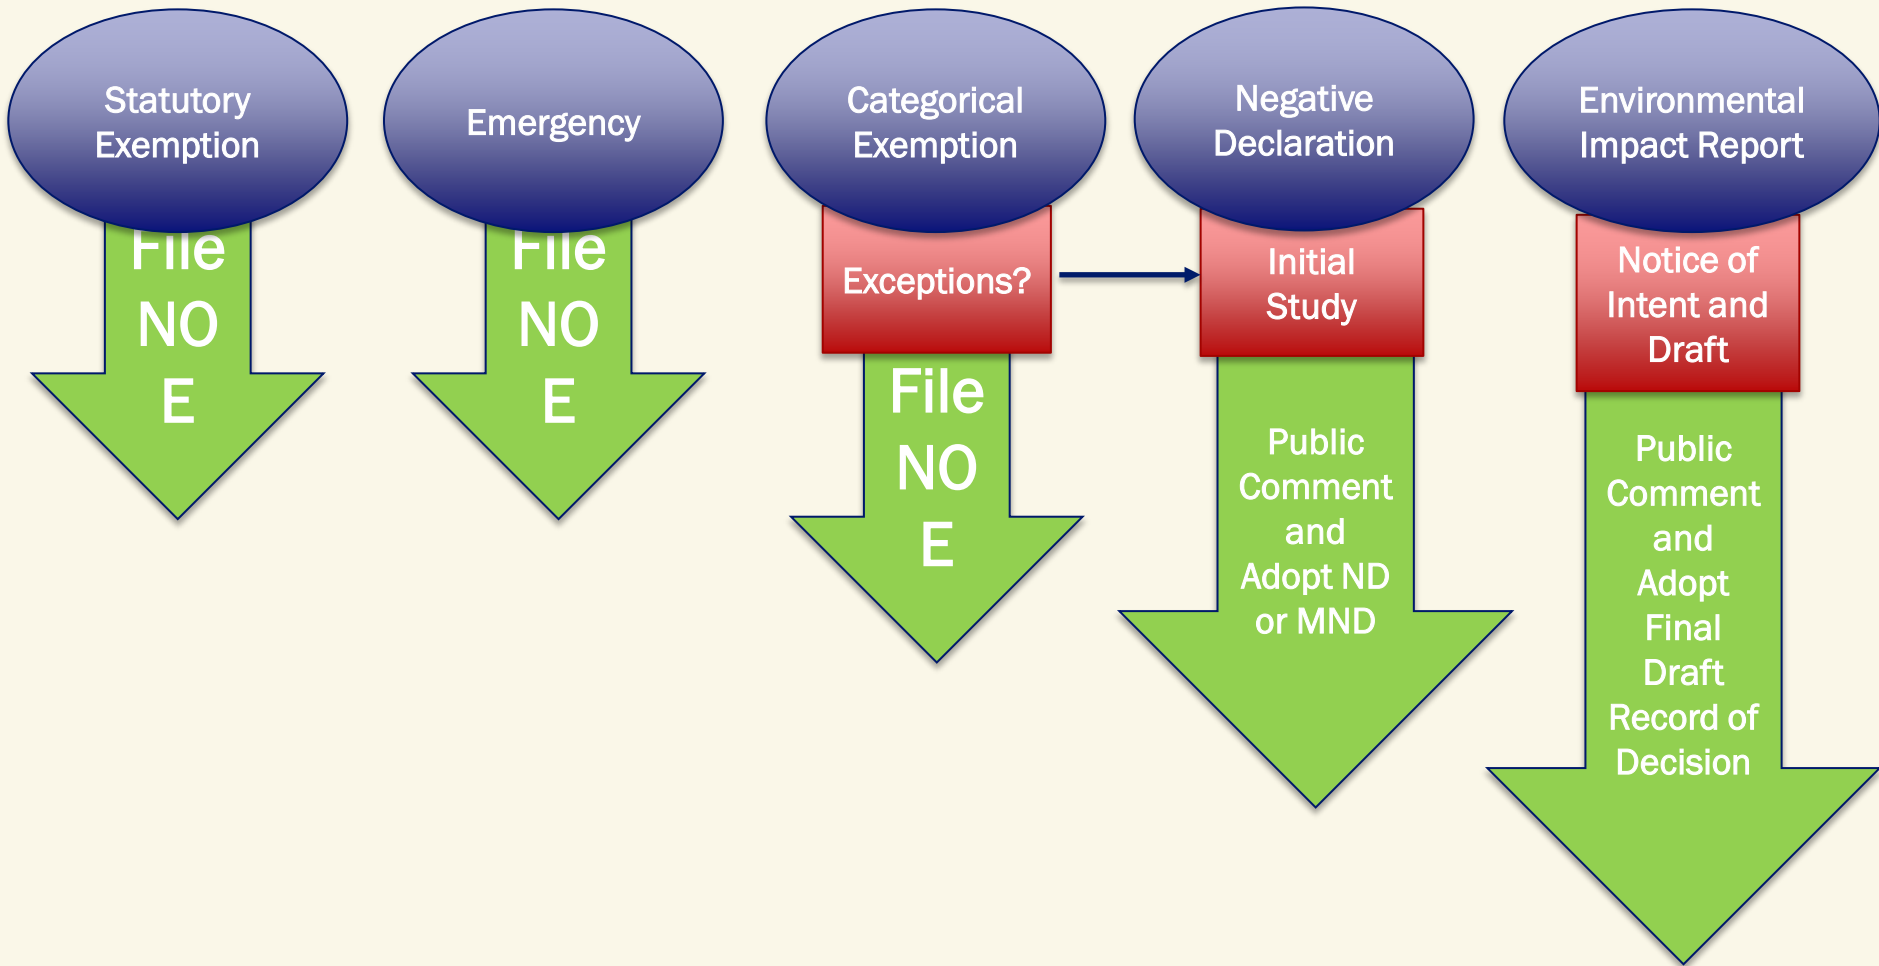 Statutory
Exemption
File
NO
E
Emergency
File
NO
E
Categorical
Exemption
Exceptions?
File
NO
E
Negative
Declaration
Initial
Study
Public
Comment
and
Adopt ND
or MND
Environmental
Impact Report
Notice of
Intent and
Draft
Public
Comment
and
Adopt
Final
Draft
Record of
Decision